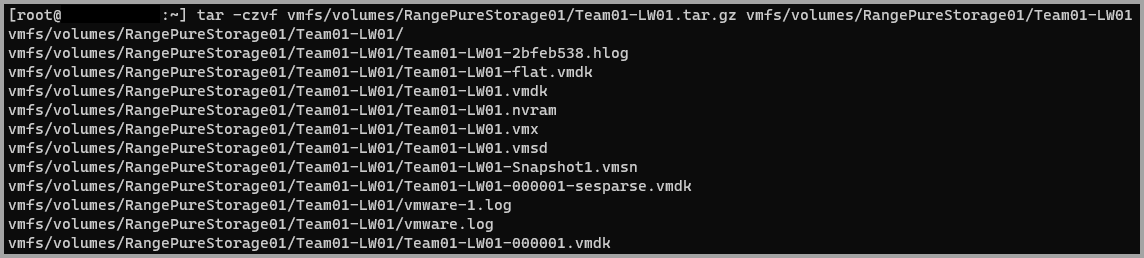 [root@ :~] tar -czvf vmfs/volumes/RangePureStorage01/Team01-LW01.tar.gz vmfs/volumes/RangePureStorage01/Team01-LW01
vmfs/volumes/RangePureStorage01/Team01-LW01/
vmfs/volumes/RangePureStorage01/Team01-LW01/Team01-LW01-2bfeb538.hlog
vmfs/volumes/RangePureStorage01/Team01-LW01/Team01-LW01-flat.vmdk
vmfs/volumes/RangePureStorage01/Team01-LW01/Team01-LW01.vmdk
vmfs/volumes/RangePureStorage01/Team01-LW01/Team01-LW01.nvram
vmfs/volumes/RangePureStorage01/Team01-LW01/Team01-LW01.vmx
vmfs/volumes/RangePureStorage01/Team01-LW01/Team01-LW01.vmsd
vmfs/volumes/RangePureStorage01/Team01-LW01/Team01-LW01-Snapshot1.vmsn
vmfs/volumes/RangePureStorage01/Team01-LW01/Team01-LW01-000001-sesparse.vmdk
vmfs/volumes/RangePureStorage01/Team01-LW01/vmware-1.log
vmfs/volumes/RangePureStorage01/Team01-LW01/vmware.log
vmfs/volumes/RangePureStorage01/Team01-LW01/Team01-LW01-000001.vmdk